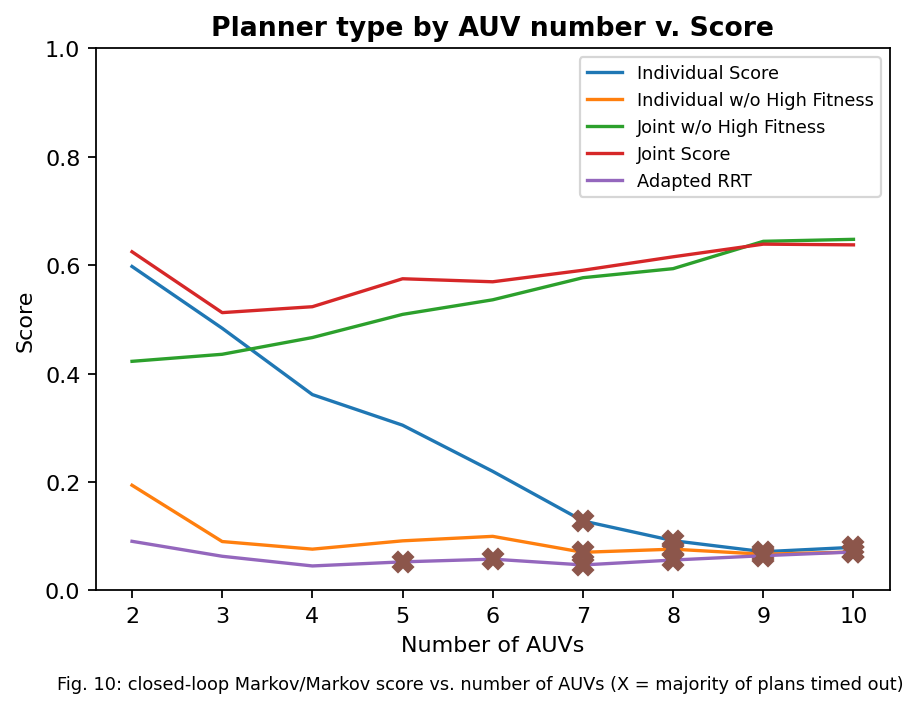 Planner type by AUV number v. Score
1.0
0.8
0.6
0.4
0.2
0.0
Score
Individual Score
Individual w/o High Fitness
Joint w/o High Fitness
Joint Score
Adapted RRT
2 3 4 5 6 7 8 9 10
Number of AUVs
Fig. 10: closed-loop Markov/Markov score vs. number of AUVs (X = majority of plans timed out)